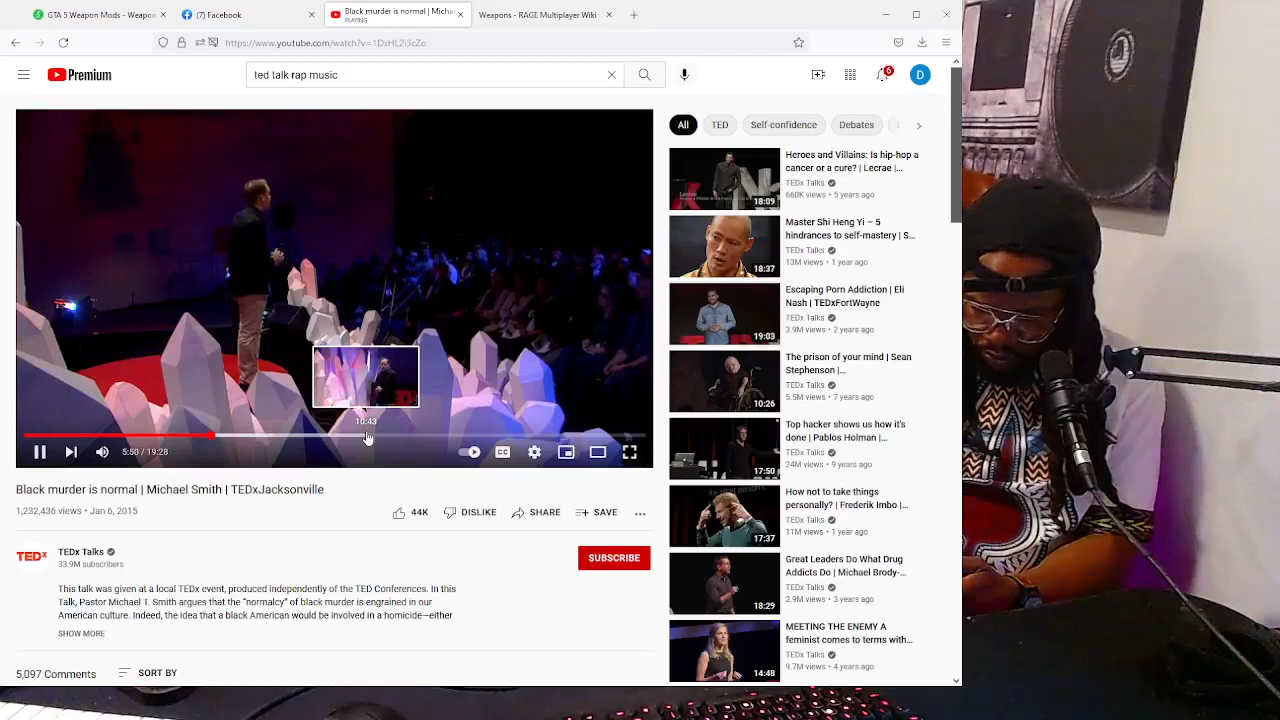 GTA 5 Weapon Mods - Weapons
(7) Facebook
Black murder is normal | Micha
PLAYING
Weapons - RAGE Multiplayer Wiki
https://www.youtube.com/watch?v=1DxHL2i3cZo
Premium
ted talk rap music
6
D
All
TED
Self-confidence
Debates
Heroes and Villains: Is hip-hop a
cancer or a cure? | Lecrae |...
TEDx Talks
660K views • 5 years ago
18:09
Master Shi Heng Yi – 5
hindrances to self-mastery | S...
TEDx Talks
13M views • 1 year ago
18:37
Escaping Porn Addiction | Eli
Nash | TEDxFortWayne
TEDx Talks
3.9M views • 2 years ago
19:03
The prison of your mind | Sean
Stephenson |...
TEDx Talks
5.5M views • 7 years ago
10:26
Top hacker shows us how it's
done | Pablos Holman |...
TEDx Talks
24M views • 9 years ago
17:50
How not to take things
personally? | Frederik Imbo |...
TEDx Talks
11M views • 1 year ago
17:37
Great Leaders Do What Drug
Addicts Do | Michael Brody-...
TEDx Talks
2.9M views • 3 years ago
18:29
MEETING THE ENEMY A
feminist comes to terms with...
TEDx Talks
9.7M views • 4 years ago
14:48
10:43
5:50 / 19:28
CC
Black murder is normal | Michael Smith | TEDxJacksonville
1,232,436 views • Jan 6, 2015
44K
DISLIKE
SHARE
SAVE
TEDx
TEDx Talks
33.9M subscribers
SUBSCRIBE
This talk was given at a local TEDx event, produced independently of the TED Conferences. In this
Talk, Pastor Michael T. Smith argues that the "normalcy" of black murder is engrained in our
American culture. Indeed, the idea that a black American would be involved in a homicide—either
SHOW MORE
5,097 Comments
SORT BY